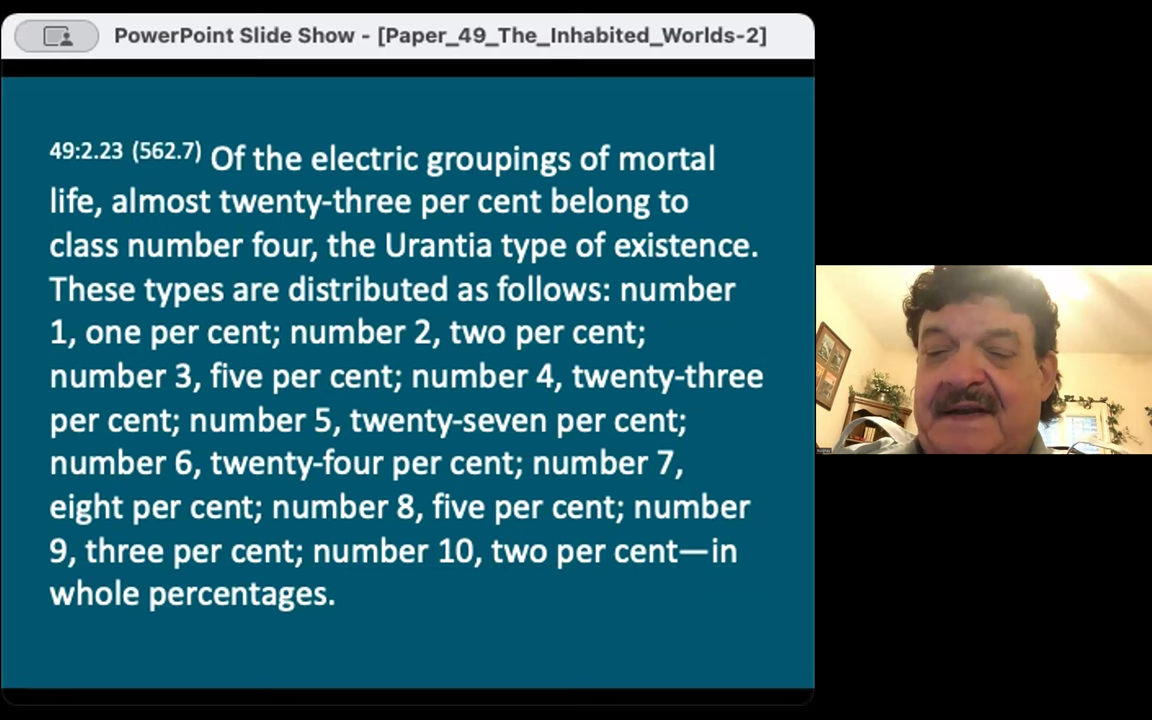 PowerPoint Slide Show - [Paper_49_The_Inhabited_Worlds-2]
49:2.23 (562.7) Of the electric groupings of mortal
life, almost twenty-three per cent belong to
class number four, the Urantia type of existence.
These types are distributed as follows: number
1, one per cent; number 2, two per cent;
number 3, five per cent; number 4, twenty-three
per cent; number 5, twenty-seven per cent;
number 6, twenty-four per cent; number 7,
eight per cent; number 8, five per cent; number
9, three per cent; number 10, two per cent—in
whole percentages.